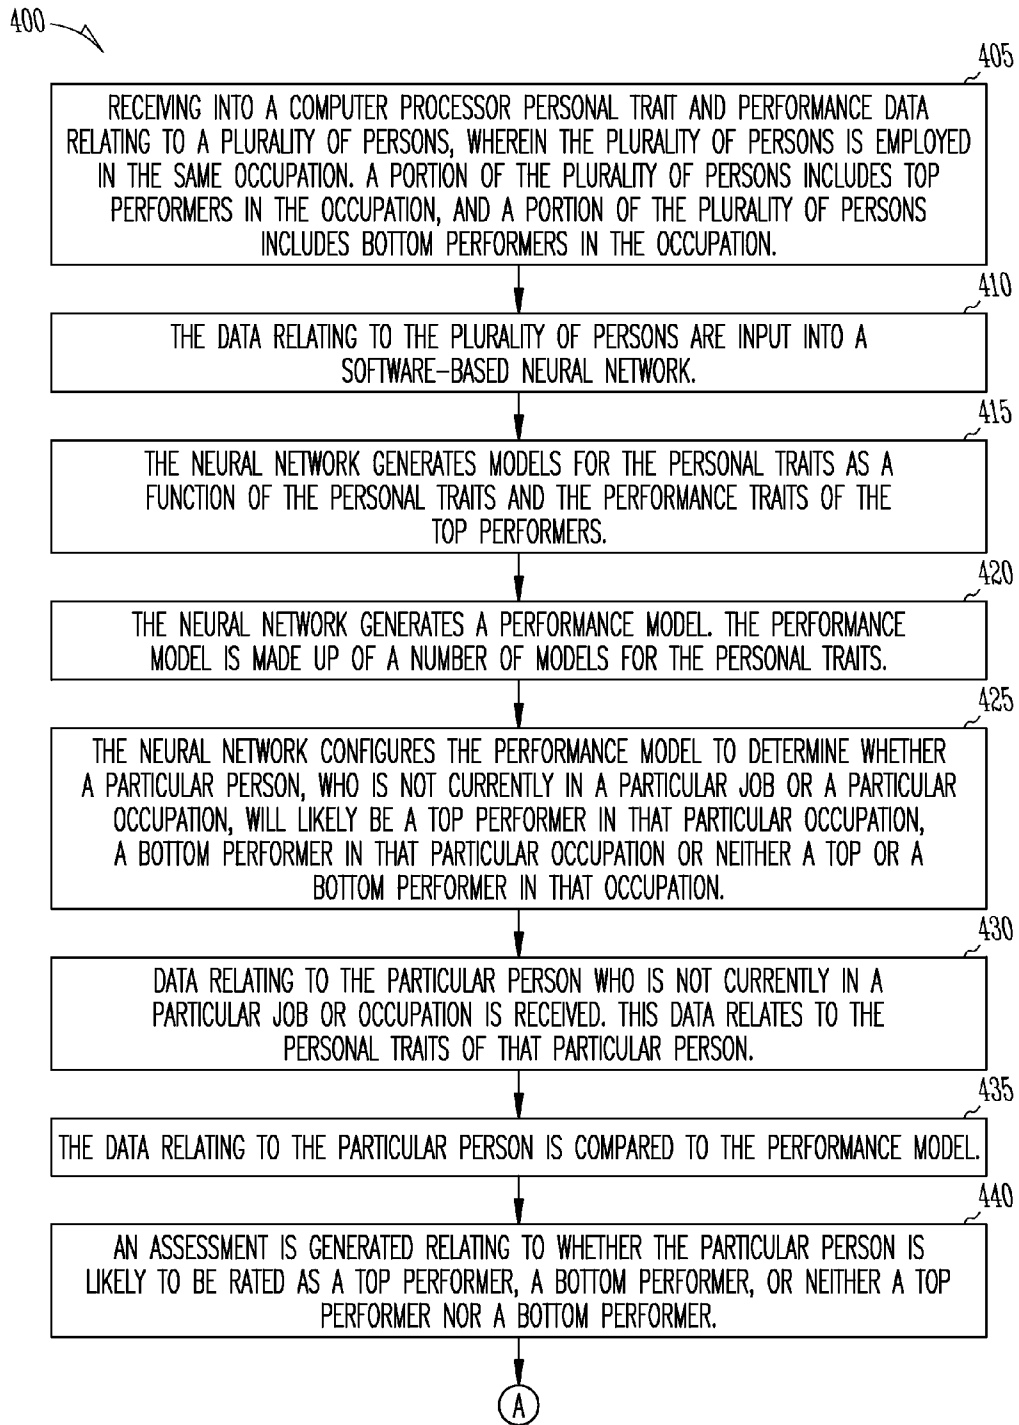 400
405
RECEIVING INTO A COMPUTER PROCESSOR PERSONAL TRAIT AND PERFORMANCE DATA
RELATING TO A PLURALITY OF PERSONS, WHEREIN THE PLURALITY OF PERSONS IS EMPLOYED
IN THE SAME OCCUPATION. A PORTION OF THE PLURALITY OF PERSONS INCLUDES TOP
PERFORMERS IN THE OCCUPATION, AND A PORTION OF THE PLURALITY OF PERSONS
INCLUDES BOTTOM PERFORMERS IN THE OCCUPATION.
410
THE DATA RELATING TO THE PLURALITY OF PERSONS ARE INPUT INTO A
SOFTWARE-BASED NEURAL NETWORK.
415
THE NEURAL NETWORK GENERATES MODELS FOR THE PERSONAL TRAITS AS A
FUNCTION OF THE PERSONAL TRAITS AND THE PERFORMANCE TRAITS OF THE
TOP PERFORMERS.
420
THE NEURAL NETWORK GENERATES A PERFORMANCE MODEL. THE PERFORMANCE
MODEL IS MADE UP OF A NUMBER OF MODELS FOR THE PERSONAL TRAITS.
425
THE NEURAL NETWORK CONFIGURES THE PERFORMANCE MODEL TO DETERMINE WHETHER
A PARTICULAR PERSON, WHO IS NOT CURRENTLY IN A PARTICULAR JOB OR A PARTICULAR
OCCUPATION, WILL LIKELY BE A TOP PERFORMER IN THAT PARTICULAR OCCUPATION,
A BOTTOM PERFORMER IN THAT PARTICULAR OCCUPATION OR NEITHER A TOP OR A
BOTTOM PERFORMER IN THAT OCCUPATION.
430
DATA RELATING TO THE PARTICULAR PERSON WHO IS NOT CURRENTLY IN A
PARTICULAR JOB OR OCCUPATION IS RECEIVED. THIS DATA RELATES TO THE
PERSONAL TRAITS OF THAT PARTICULAR PERSON.
435
THE DATA RELATING TO THE PARTICULAR PERSON IS COMPARED TO THE PERFORMANCE MODEL.
440
AN ASSESSMENT IS GENERATED RELATING TO WHETHER THE PARTICULAR PERSON IS
LIKELY TO BE RATED AS A TOP PERFORMER, A BOTTOM PERFORMER, OR NEITHER A TOP
PERFORMER NOR A BOTTOM PERFORMER.
A